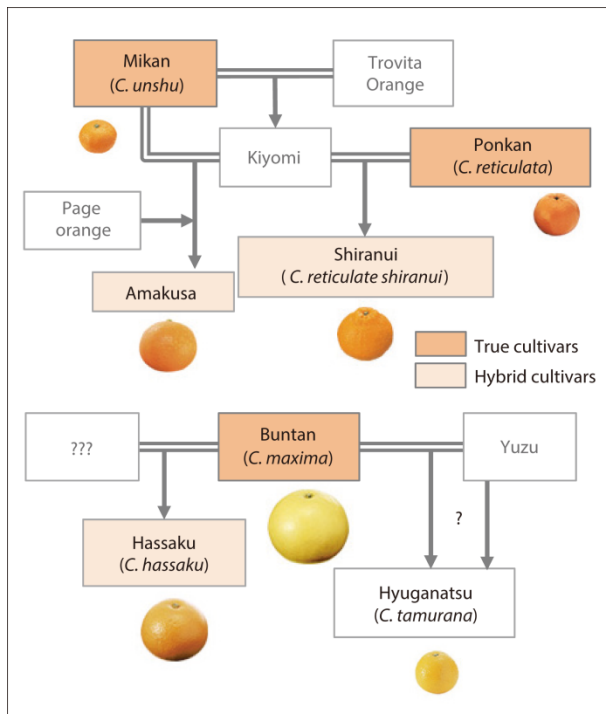 Mikan
(C. unshu)
Trovita
Orange
Kiyomi
Ponkan
(C. reticulata)
Page
orange
Shiranui
( C. reticulate shiranui)
Amakusa
True cultivars
Hybrid cultivars
???
Buntan
(C. maxima)
Yuzu
?
Hassaku
(C. hassaku)
Hyuganatsu
(C. tamurana)